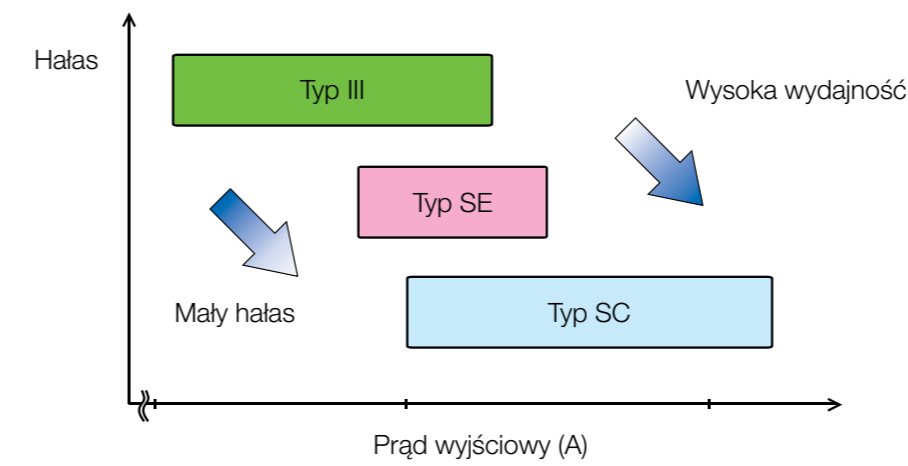 Hałas
Typ III
Wysoka wydajność
Typ SE
Mały hałas
Typ SC
Prąd wyjściowy (A)